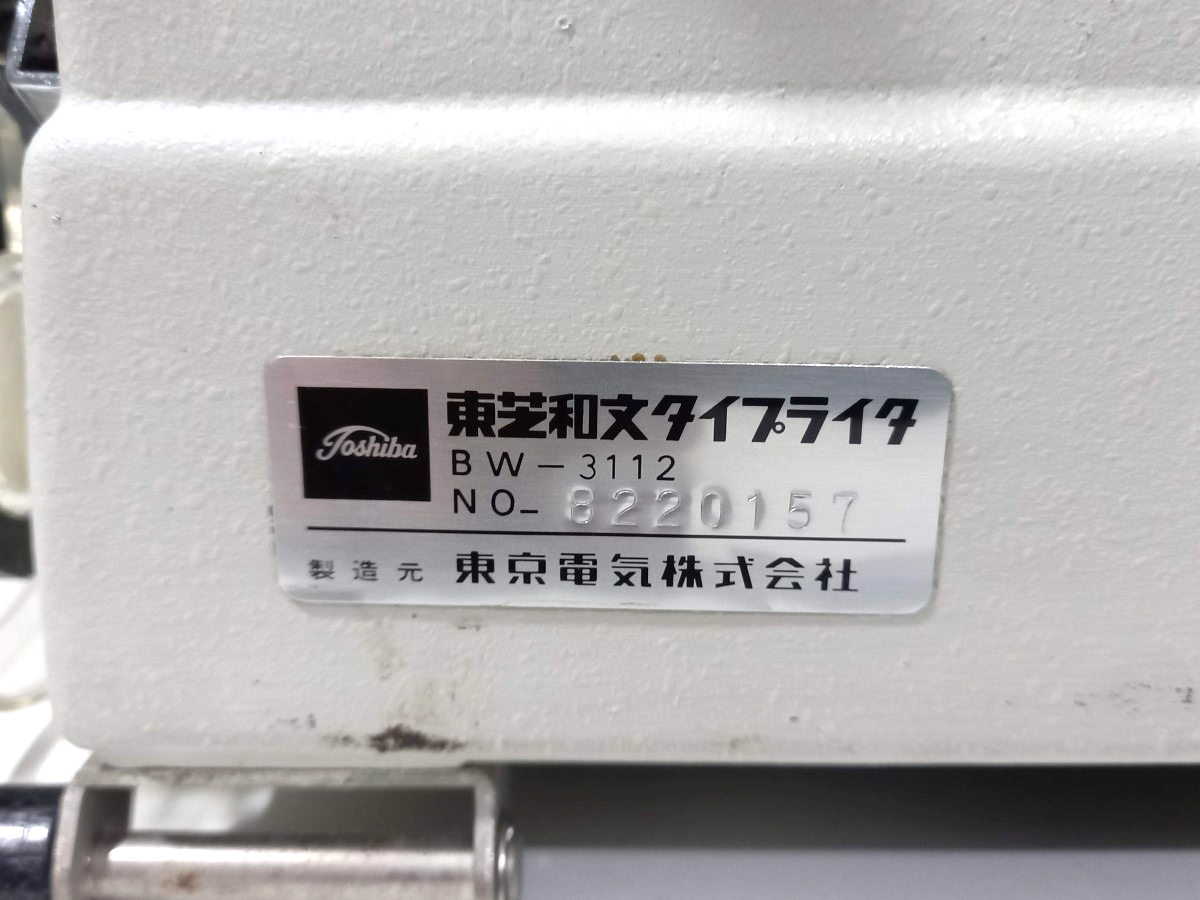 Toshiba
東芝和文タイプライタ
BW-3112
NO- 8220157
製造元 東京電気株式会社